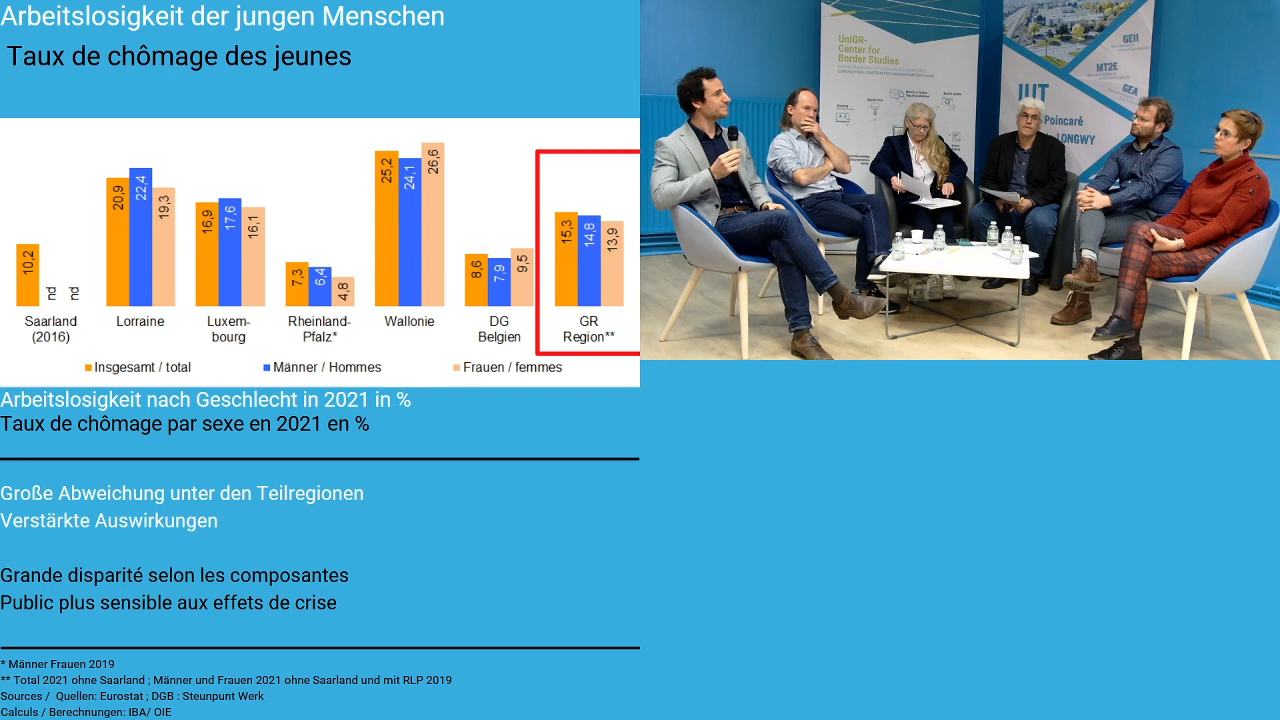 Arbeitslosigkeit der jungen Menschen
Taux de chômage des jeunes
10,2
nd
nd
20,9
22,4
19,3
16,9
17,6
16,1
7,3
6,4
4,8
25,2
24,1
26,6
8,6
7,9
9,5
15,3
14,8
13,9
Saarland
(2016)
Lorraine
Luxem-
bourg
Rheinland-
Pfalz*
Wallonie
DG
Belgien
GR
Region**
Insgesamt / total
Männer / Hommes
Frauen / femmes
Arbeitslosigkeit nach Geschlecht in 2021 in %
Taux de chômage par sexe en 2021 en %
Große Abweichung unter den Teilregionen
Verstärkte Auswirkungen
Grande disparité selon les composantes
Public plus sensible aux effets de crise
* Männer Frauen 2019
** Total 2021 ohne Saarland ; Männer und Frauen 2021 ohne Saarland und mit RLP 2019
Sources /  Quellen: Eurostat ; DGB : Steunpunt Werk
Calculs / Berechnungen: IBA/ OIE
UniGR-
Center for
Border Studies
GEII
MT2E
GEA
IUT
Poincaré
LONGWY